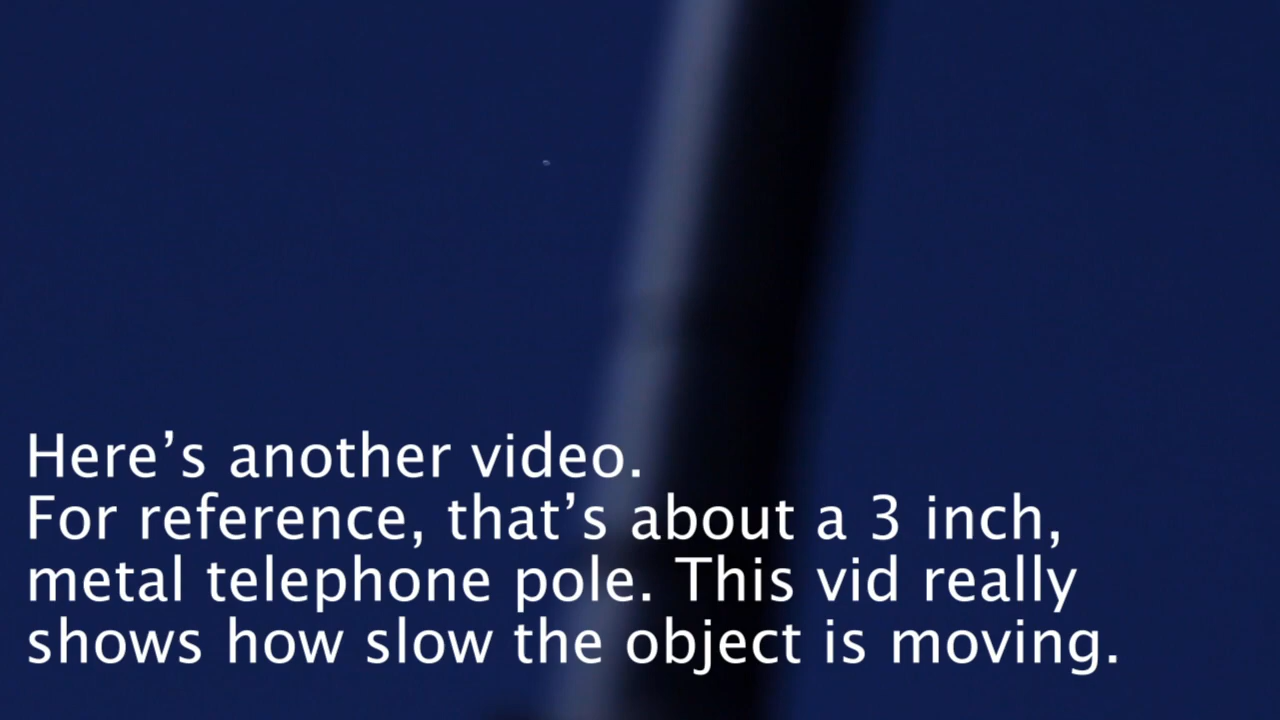 Here’s another video.
For reference, that’s about a 3 inch,
metal telephone pole. This vid really
shows how slow the object is moving.